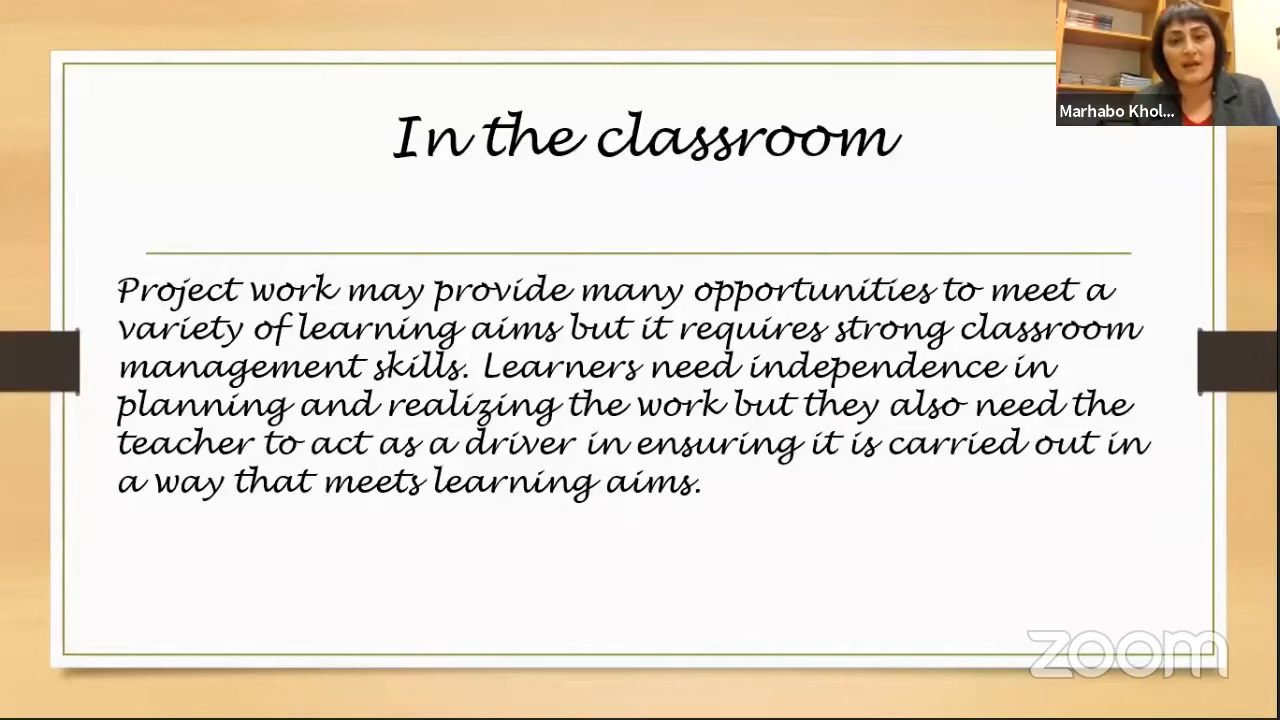 Marhabo Khol...
In the classroom
Project work may provide many opportunities to meet a
variety of learning aims but it requires strong classroom
management skills. Learners need independence in
planning and realizing the work but they also need the
teacher to act as a driver in ensuring it is carried out in
a way that meets learning aims.
zoom